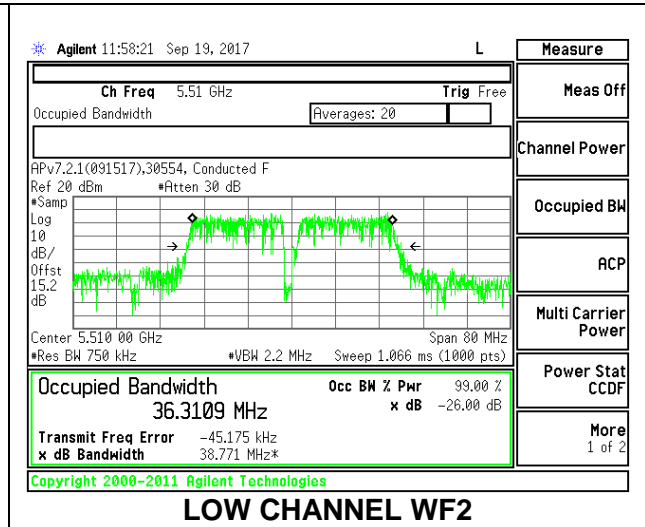 Agilent 11:58:21 Sep 19, 2017 L
Measure
Ch Freq 5.51 GHz Trig Free
Meas Off
Occupied Bandwidth Averages: 20
Channel Power
APv7.2.1(091517),30554, Conducted F
Ref 20 dBm #Atten 30 dB
#Samp
Occupied BW
Log
10
dB/
ACP
Offst
15.2
dB
Multi Carrier
Power
Center 5.510 00 GHz Span 80 MHz
#Res BW 750 kHz #VBW 2.2 MHz Sweep 1.066 ms (1000 pts)
Power Stat
CCDF
Occupied Bandwidth Occ BW % Pwr 99.00 %
36.3109 MHz x dB -26.00 dB
More
1 of 2
Transmit Freq Error -45.175 kHz
x dB Bandwidth 38.771 MHz*
Copyright 2000-2011 Agilent Technologies
LOW CHANNEL WF2